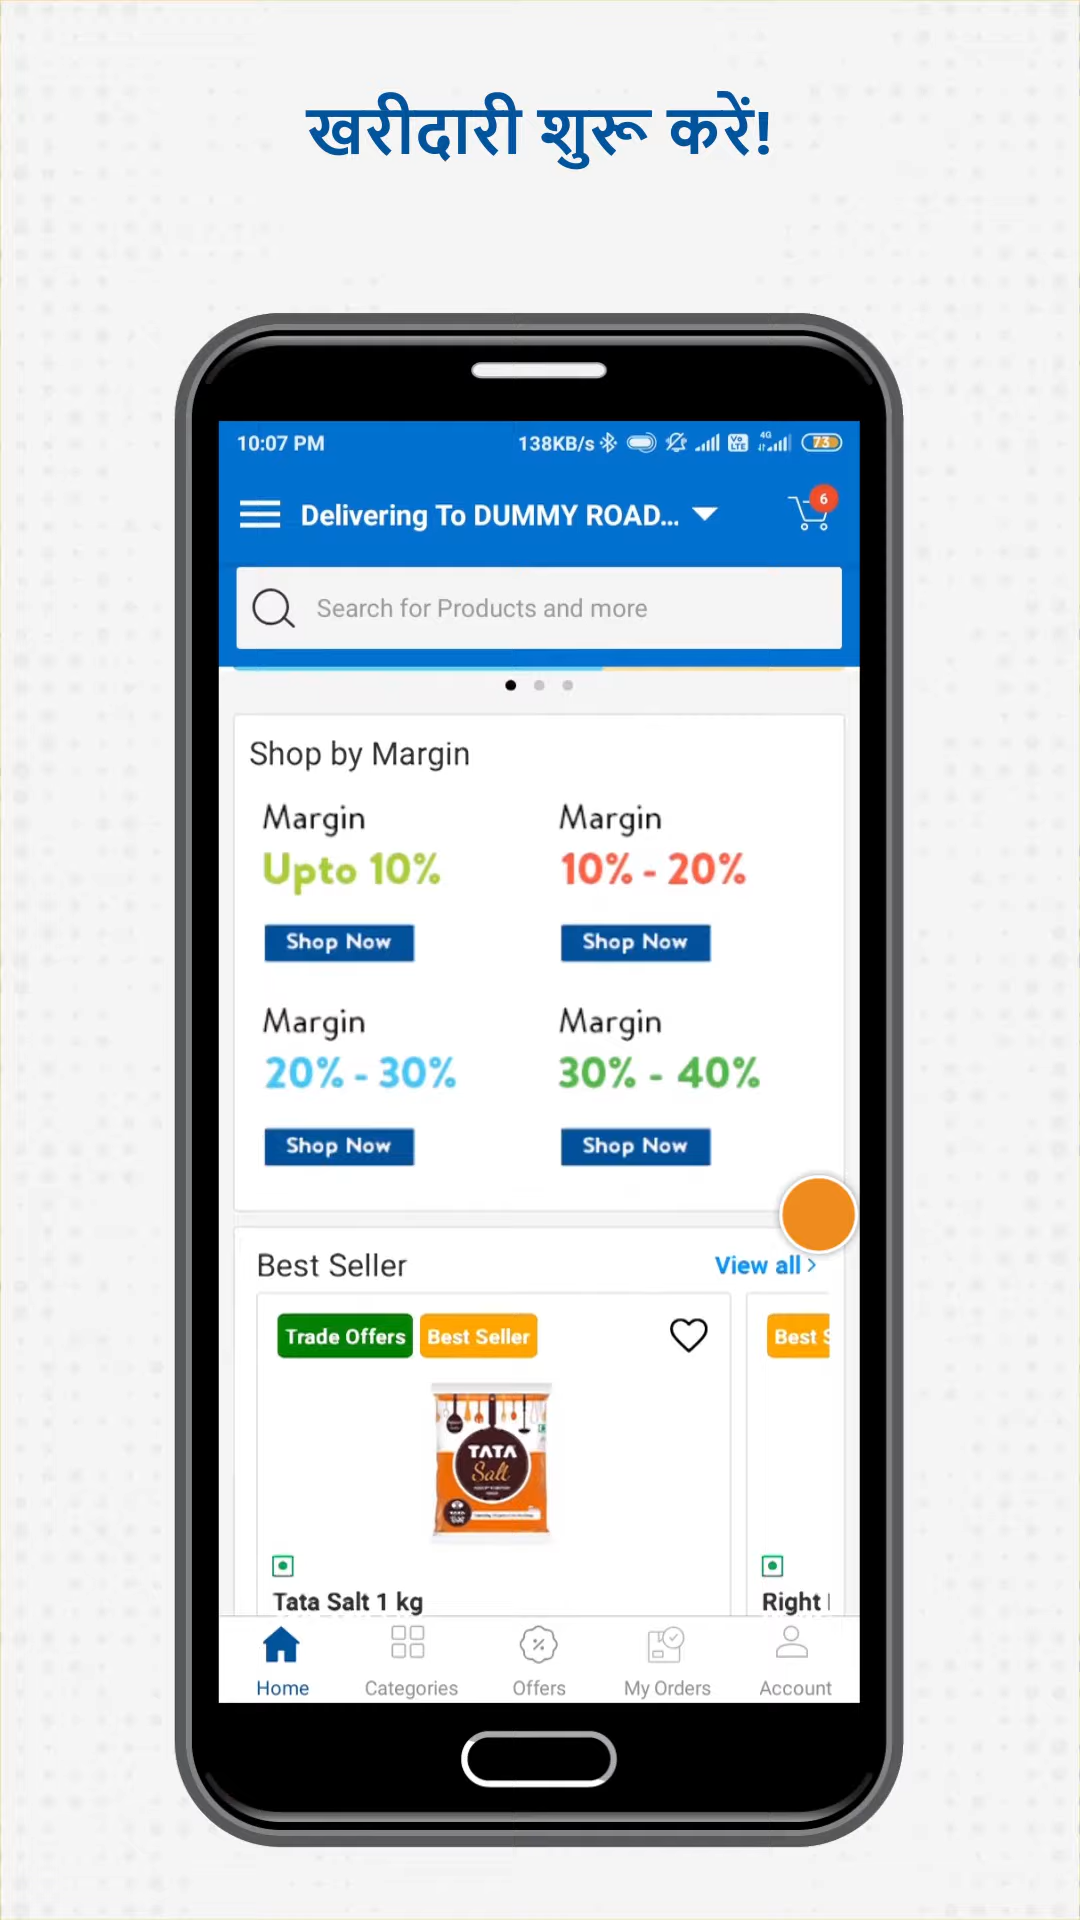 खरीदारी शुरू करें!
10:07 PM 138KB/s Vo LTE 4G 73
Delivering To DUMMY ROAD... 6
Search for Products and more
Shop by Margin
Margin Margin
Upto 10% 10% - 20%
Shop Now Shop Now
Margin Margin
20% - 30% 30% - 40%
Shop Now Shop Now
Best Seller View all >
Trade Offers Best Seller Best
TATA
Salt
Tata Salt 1 kg Right
Home Categories Offers My Orders Account